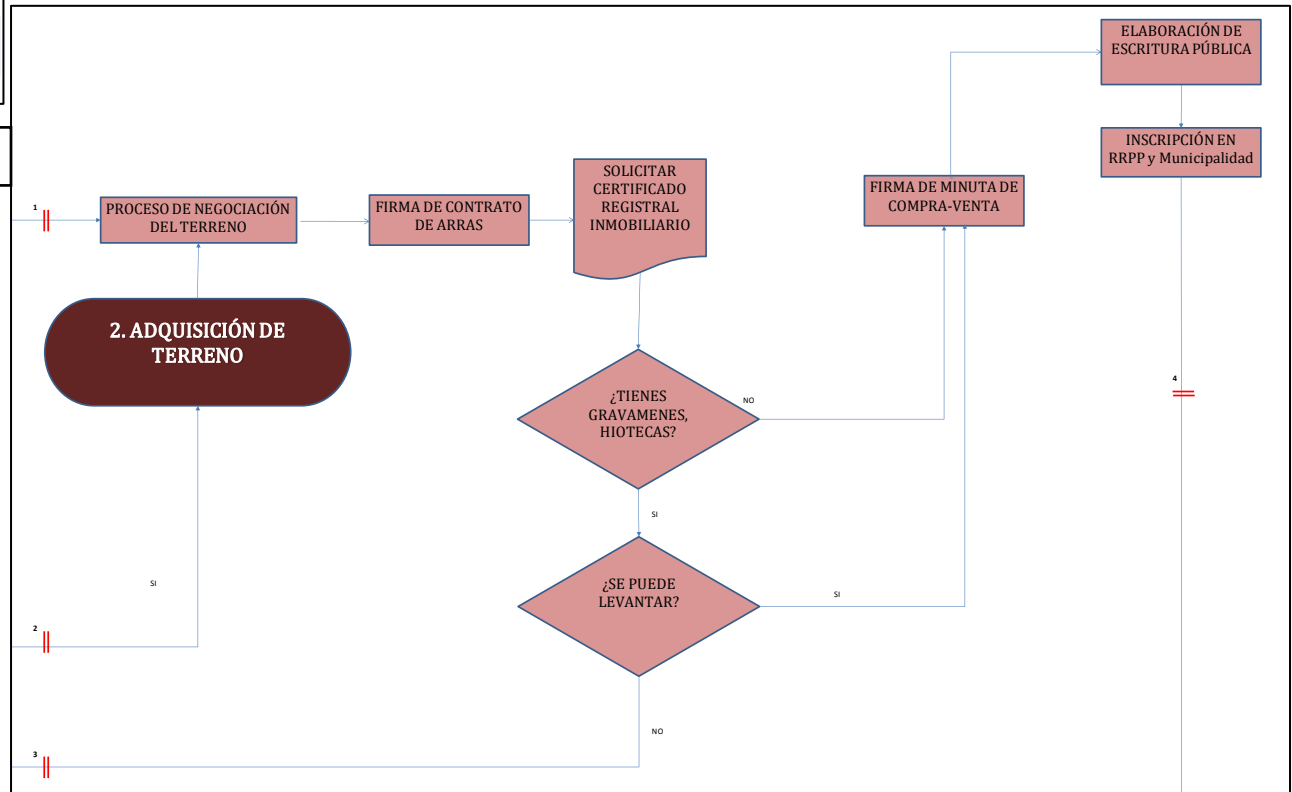 1
PROCESO DE NEGOCIACIÓN
DEL TERRENO
FIRMA DE CONTRATO
DE ARRAS
SOLICITAR
CERTIFICADO
REGISTRAL
INMOBILIARIO
FIRMA DE MINUTA DE
COMPRA-VENTA
ELABORACIÓN DE
ESCRITURA PÚBLICA
INSCRIPCIÓN EN
RRPP y Municipalidad
2. ADQUISICIÓN DE
TERRENO
¿TIENES
GRAVAMENES,
HIOTECAS?
NO
4
SI
¿SE PUEDE
LEVANTAR?
SI
SI
2
NO
3